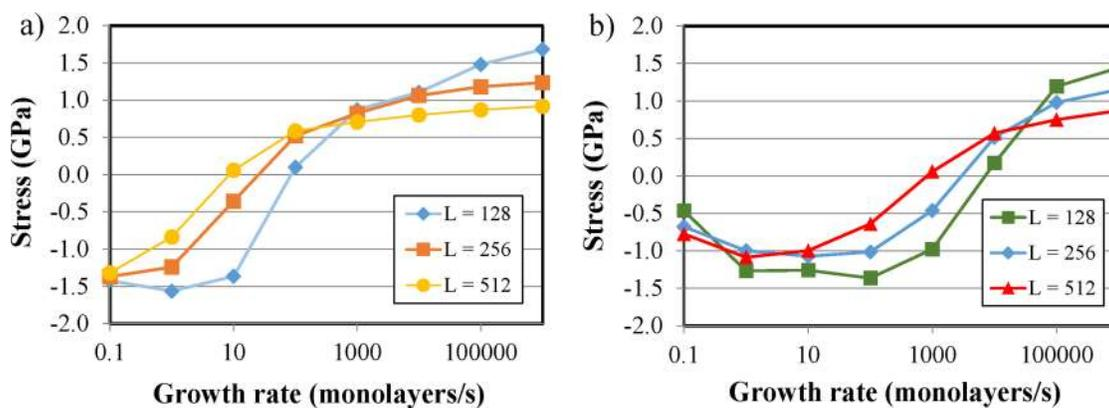 a)
2.0
1.5
1.0
0.5
0.0
-0.5
-1.0
-1.5
-2.0
Stress (GPa)
L = 128
L = 256
L = 512
0.1 10 1000 100000
Growth rate (monolayers/s)
b)
2.0
1.5
1.0
0.5
0.0
-0.5
-1.0
-1.5
-2.0
Stress (GPa)
L = 128
L = 256
L = 512
0.1 10 1000 100000
Growth rate (monolayers/s)